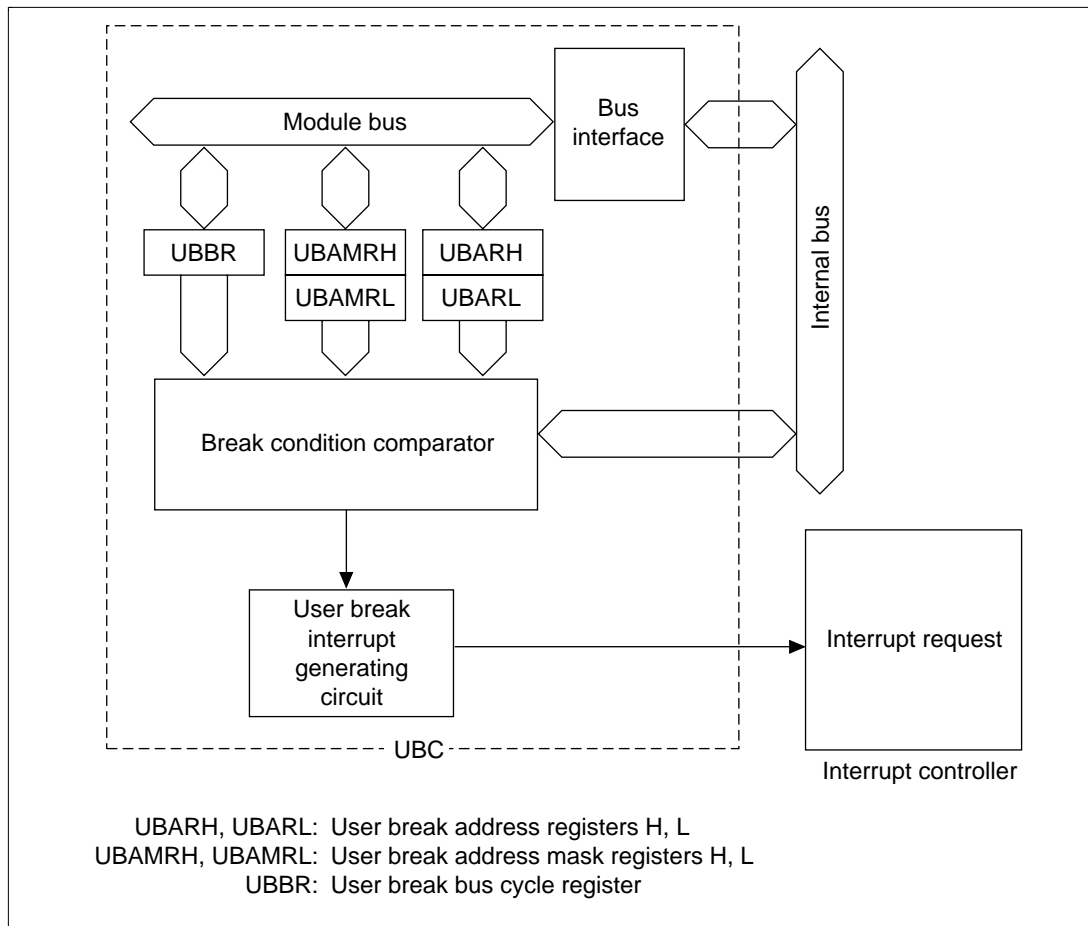 Module bus
Bus
interface
Internal bus
UBBR
UBAMRH
UBARH
UBAMRL
UBARL
Break condition comparator
User break
interrupt
generating
circuit
Interrupt request
UBC
Interrupt controller
UBARH, UBARL: User break address registers H, L
UBAMRH, UBAMRL: User break address mask registers H, L
UBBR: User break bus cycle register